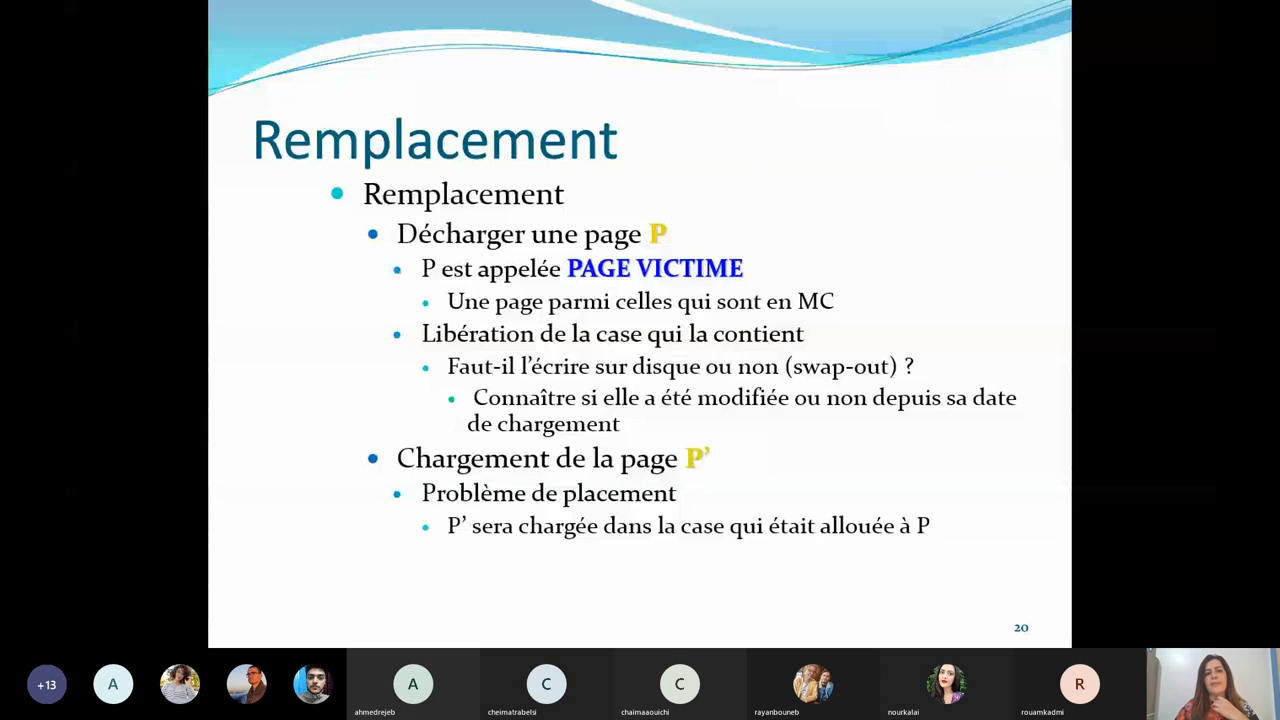 Remplacement
Remplacement
Décharger une page P
P est appelée PAGE VICTIME
Une page parmi celles qui sont en MC
Libération de la case qui la contient
Faut-il l’écrire sur disque ou non (swap-out) ?
Connaître si elle a été modifiée ou non depuis sa date
de chargement
Chargement de la page P’
Problème de placement
P’ sera chargée dans la case qui était allouée à P
20
+13
A
A
C
C
R
ahmedrejeb
cheimatrabelsi
chaimaaouichi
rayanbouneb
nourkalai
rouamkadmi